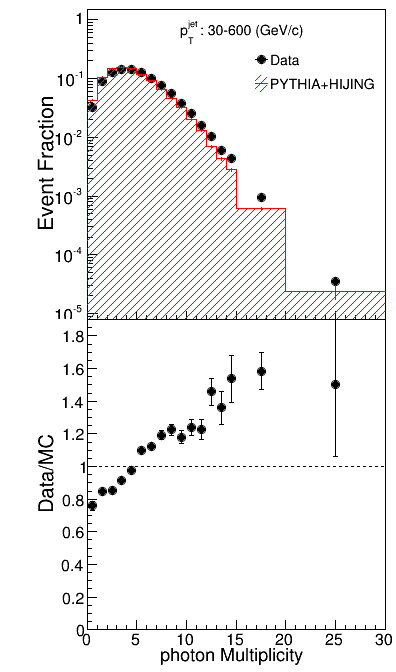 p_T^jet: 30-600 (GeV/c)
Data
PYTHIA+HIJING
Event Fraction
1
10^-1
10^-2
10^-3
10^-4
10^-5
Data/MC
1.8
1.6
1.4
1.2
1
0.8
0.6
0.4
0.2
0
0 5 10 15 20 25 30
photon Multiplicity